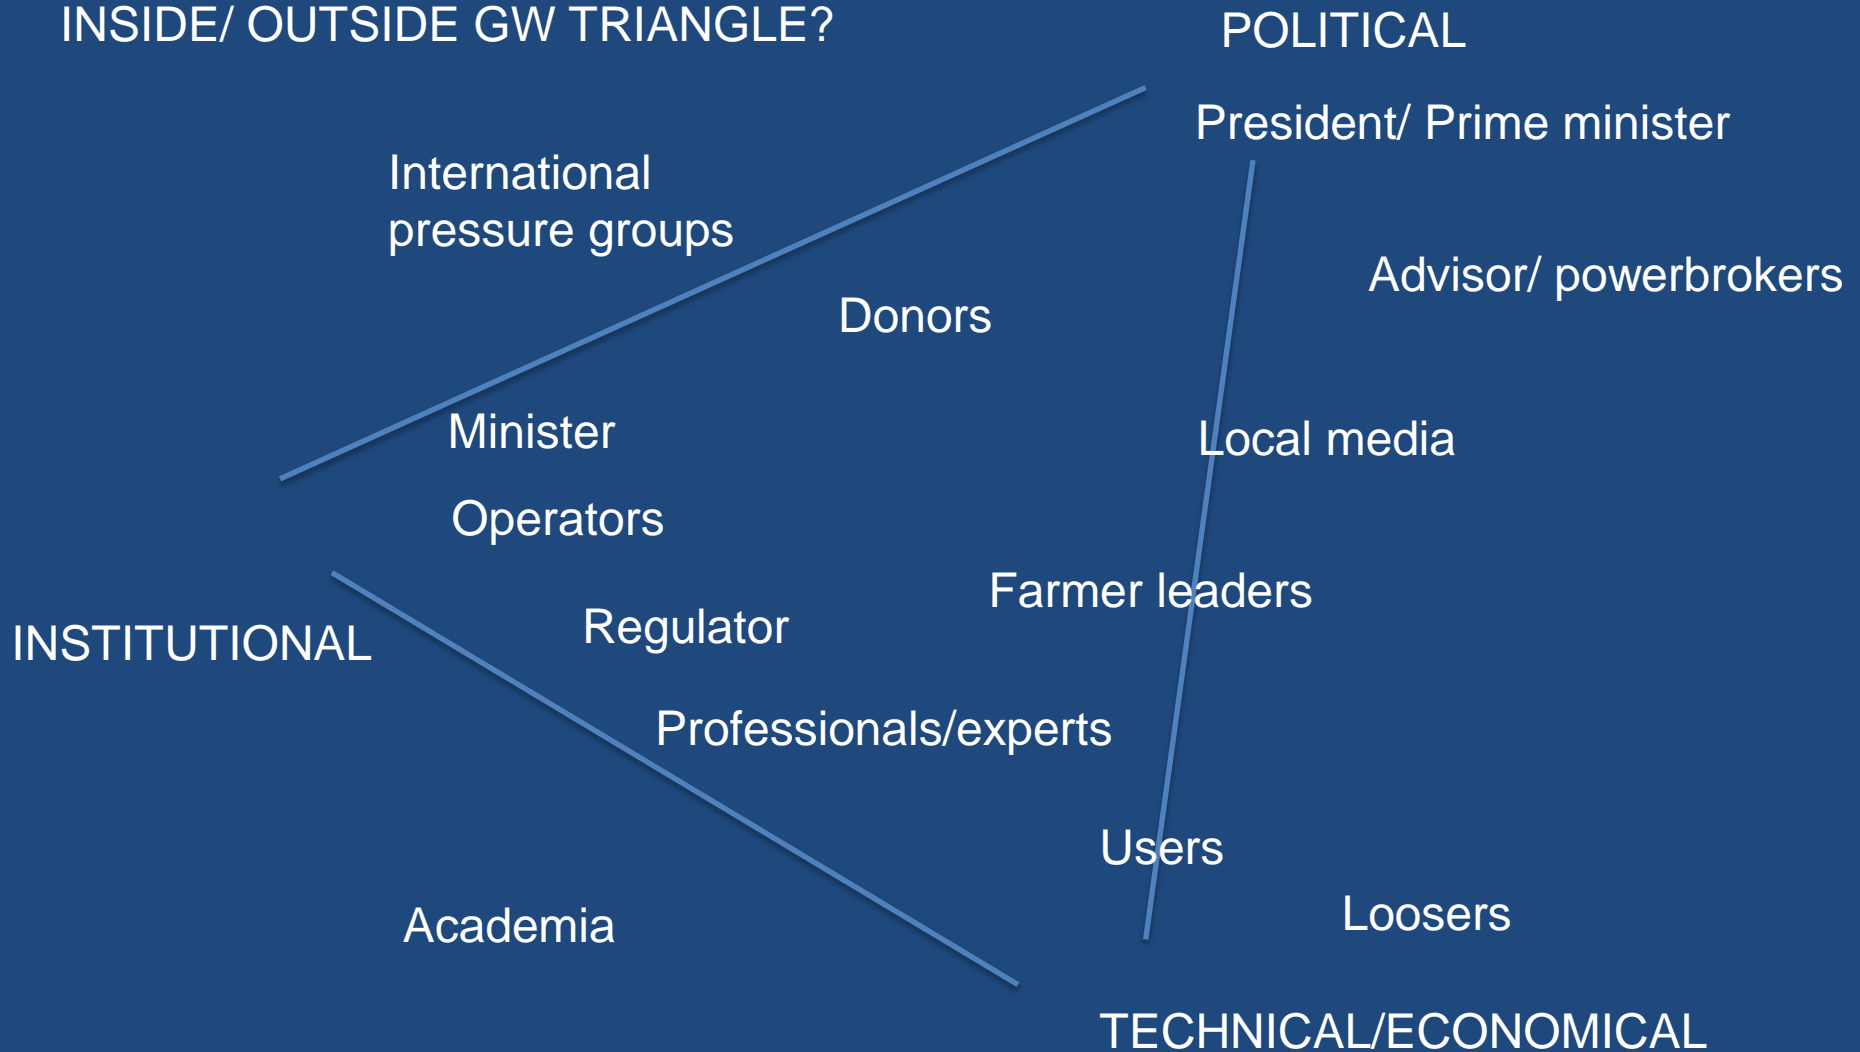 INSIDE/ OUTSIDE GW TRIANGLE?
POLITICAL
President/ Prime minister
International
pressure groups
Advisor/ powerbrokers
Donors
Minister
Local media
Operators
Farmer leaders
Regulator
INSTITUTIONAL
Professionals/experts
Users
Loosers
Academia
TECHNICAL/ECONOMICAL